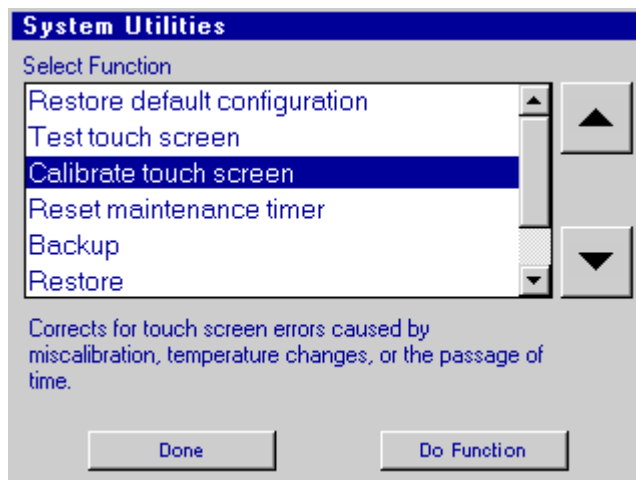 System Utilities
Select Function
Restore default configuration
Test touch screen
Calibrate touch screen
Reset maintenance timer
Backup
Restore
Corrects for touch screen errors caused by
miscalibration, temperature changes, or the passage of
time.
Done
Do Function